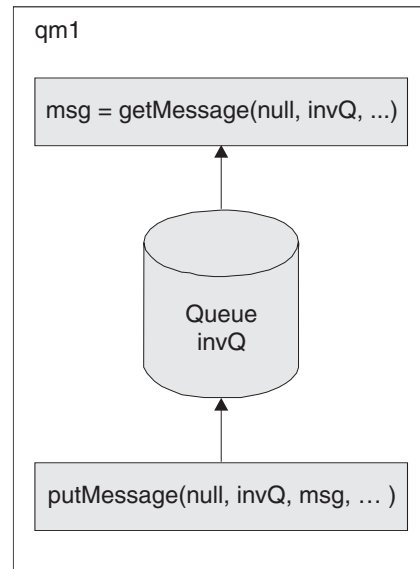 qm1
msg = getMessage(null, invQ, ...)
Queue
invQ
putMessage(null, invQ, msg, … )